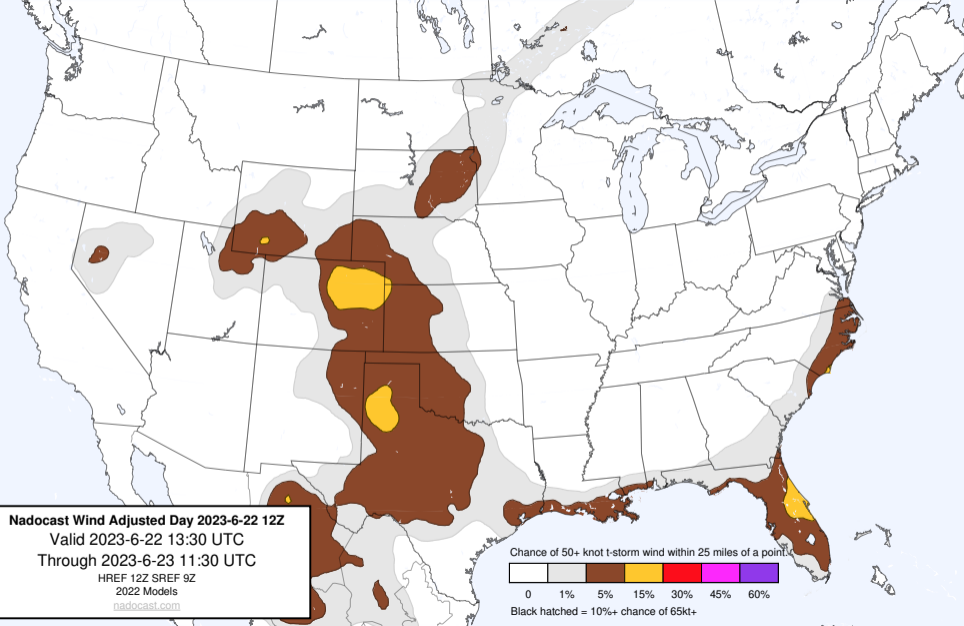 Nadocast Wind Adjusted Day 2023-6-22 12Z
Valid 2023-6-22 13:30 UTC
Through 2023-6-23 11:30 UTC
HREF 12Z SREF 9Z
2022 Models
nadocast.com
Chance of 50+ knot t-storm wind within 25 miles of a point.
0 1% 5% 15% 30% 45% 60%
Black hatched = 10%+ chance of 65kt+